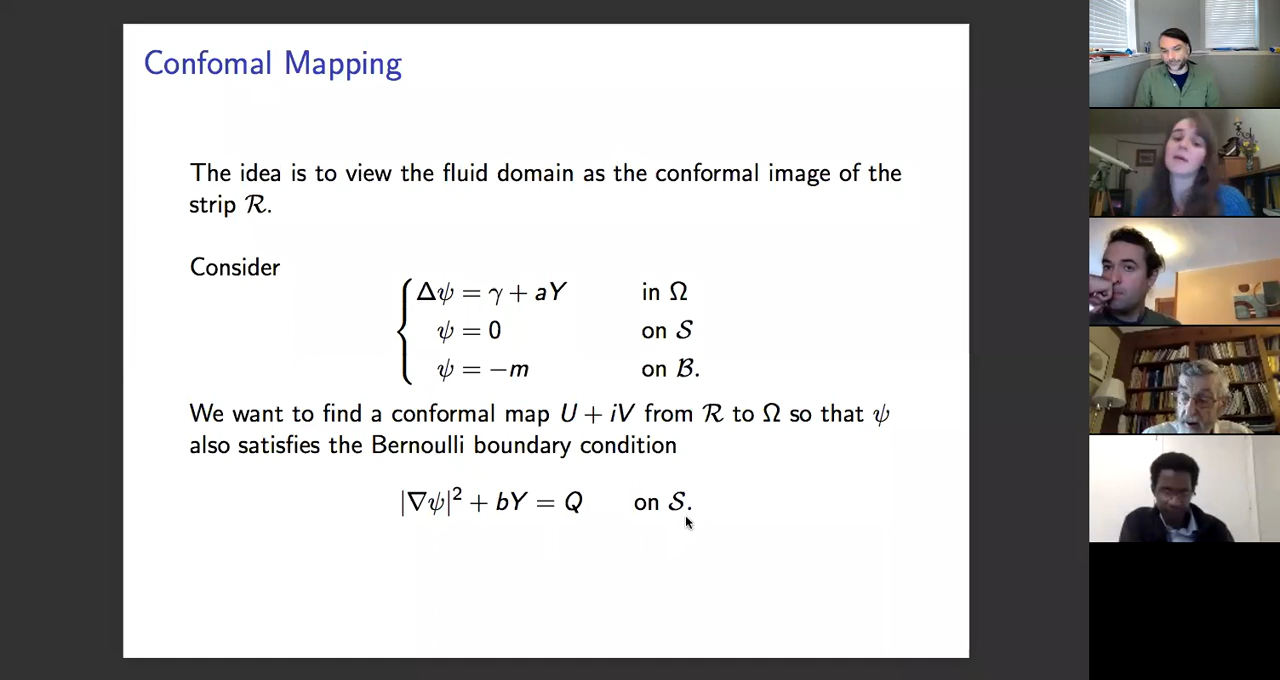 Confomal Mapping
The idea is to view the fluid domain as the conformal image of the
strip ℛ.
Consider
Δψ = γ + aY in Ω
ψ = 0 on 𝒮
ψ = −m on ℬ.
We want to find a conformal map U + iV from ℛ to Ω so that ψ
also satisfies the Bernoulli boundary condition
|∇ψ|² + bY = Q on 𝒮.